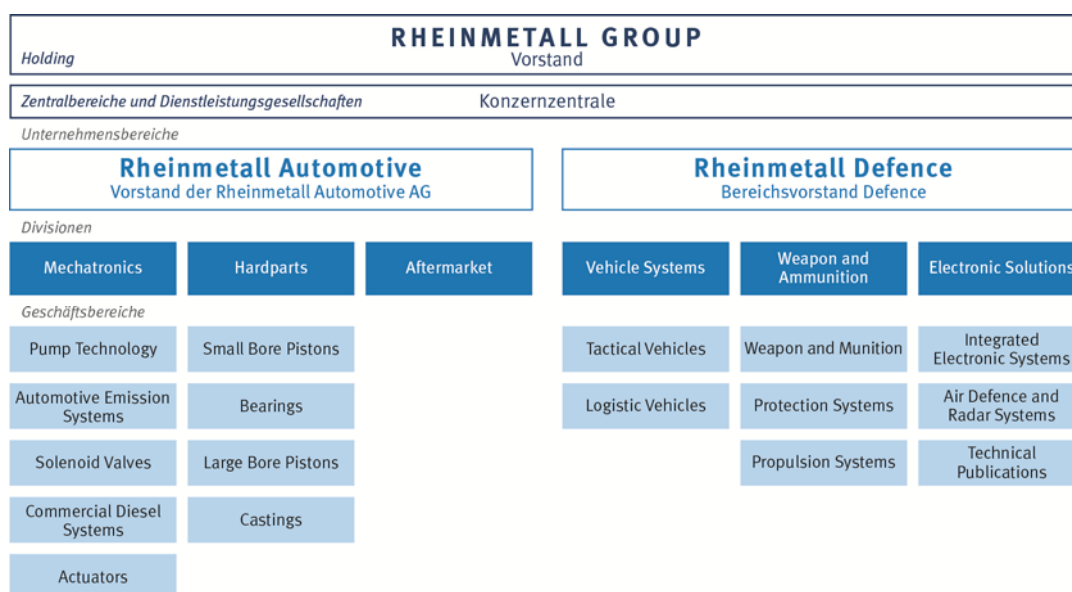 RHEINMETALL GROUP
Holding
Vorstand
Zentralbereiche und Dienstleistungsgesellschaften
Konzernzentrale
Unternehmensbereiche
Rheinmetall Automotive
Vorstand der Rheinmetall Automotive AG
Rheinmetall Defence
Bereichsvorstand Defence
Divisionen
Mechatronics
Hardparts
Aftermarket
Vehicle Systems
Weapon and
Ammunition
Electronic Solutions
Geschäftsbereiche
Pump Technology
Small Bore Pistons
Tactical Vehicles
Weapon and Munition
Integrated
Electronic Systems
Automotive Emission
Systems
Bearings
Logistic Vehicles
Protection Systems
Air Defence and
Radar Systems
Solenoid Valves
Large Bore Pistons
Propulsion Systems
Technical
Publications
Commercial Diesel
Systems
Castings
Actuators